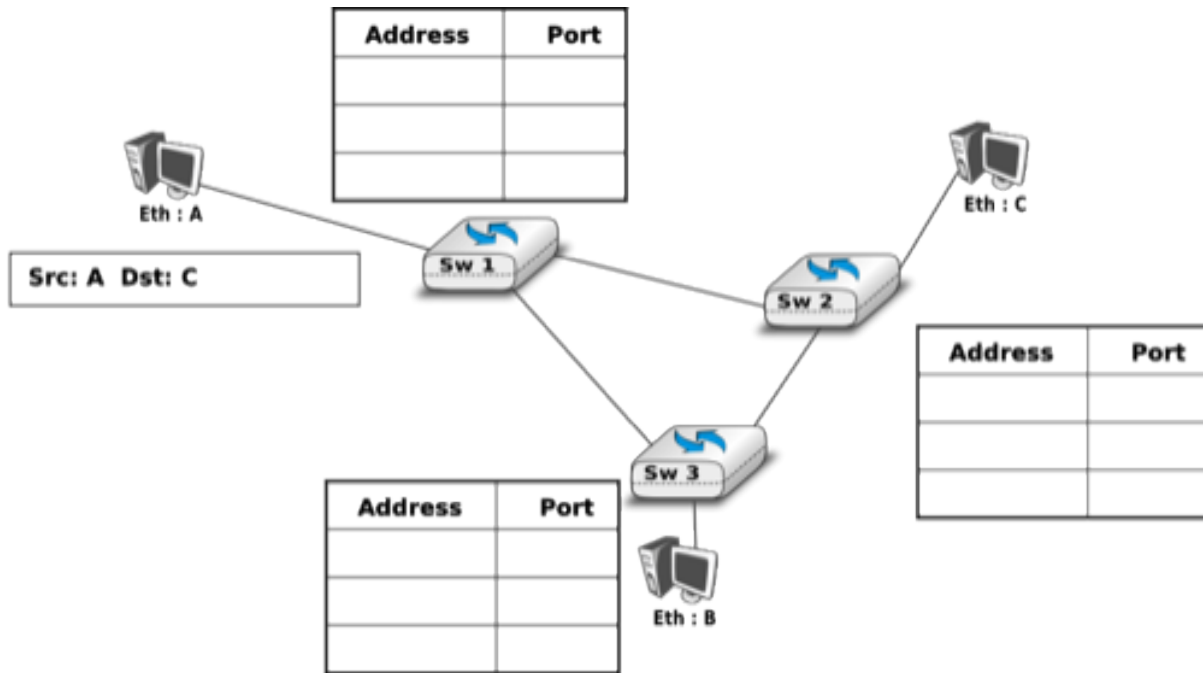 Address Port
Eth : A
Eth : C
Src: A Dst: C
Sw 1
Sw 2
Address Port
Sw 3
Address Port
Eth : B